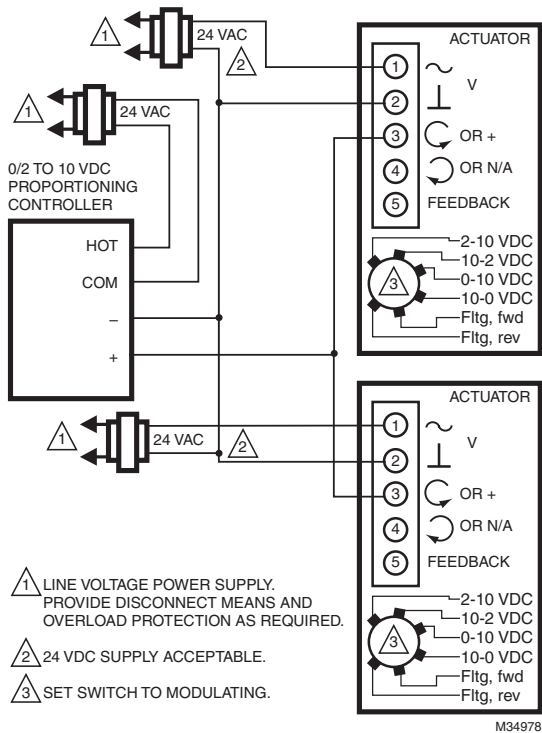 1
24 VAC
2
1
24 VAC
0/2 TO 10 VDC
PROPORTIONING
CONTROLLER
HOT
COM
–
+
ACTUATOR
1
V
2
3 OR +
4 OR N/A
5 FEEDBACK
3
2-10 VDC
10-2 VDC
0-10 VDC
10-0 VDC
Fltg, fwd
Fltg, rev
1
24 VAC
2
ACTUATOR
1
V
2
3 OR +
4 OR N/A
5 FEEDBACK
3
2-10 VDC
10-2 VDC
0-10 VDC
10-0 VDC
Fltg, fwd
Fltg, rev
1 LINE VOLTAGE POWER SUPPLY.
PROVIDE DISCONNECT MEANS AND
OVERLOAD PROTECTION AS REQUIRED.
2 24 VDC SUPPLY ACCEPTABLE.
3 SET SWITCH TO MODULATING.
M34978